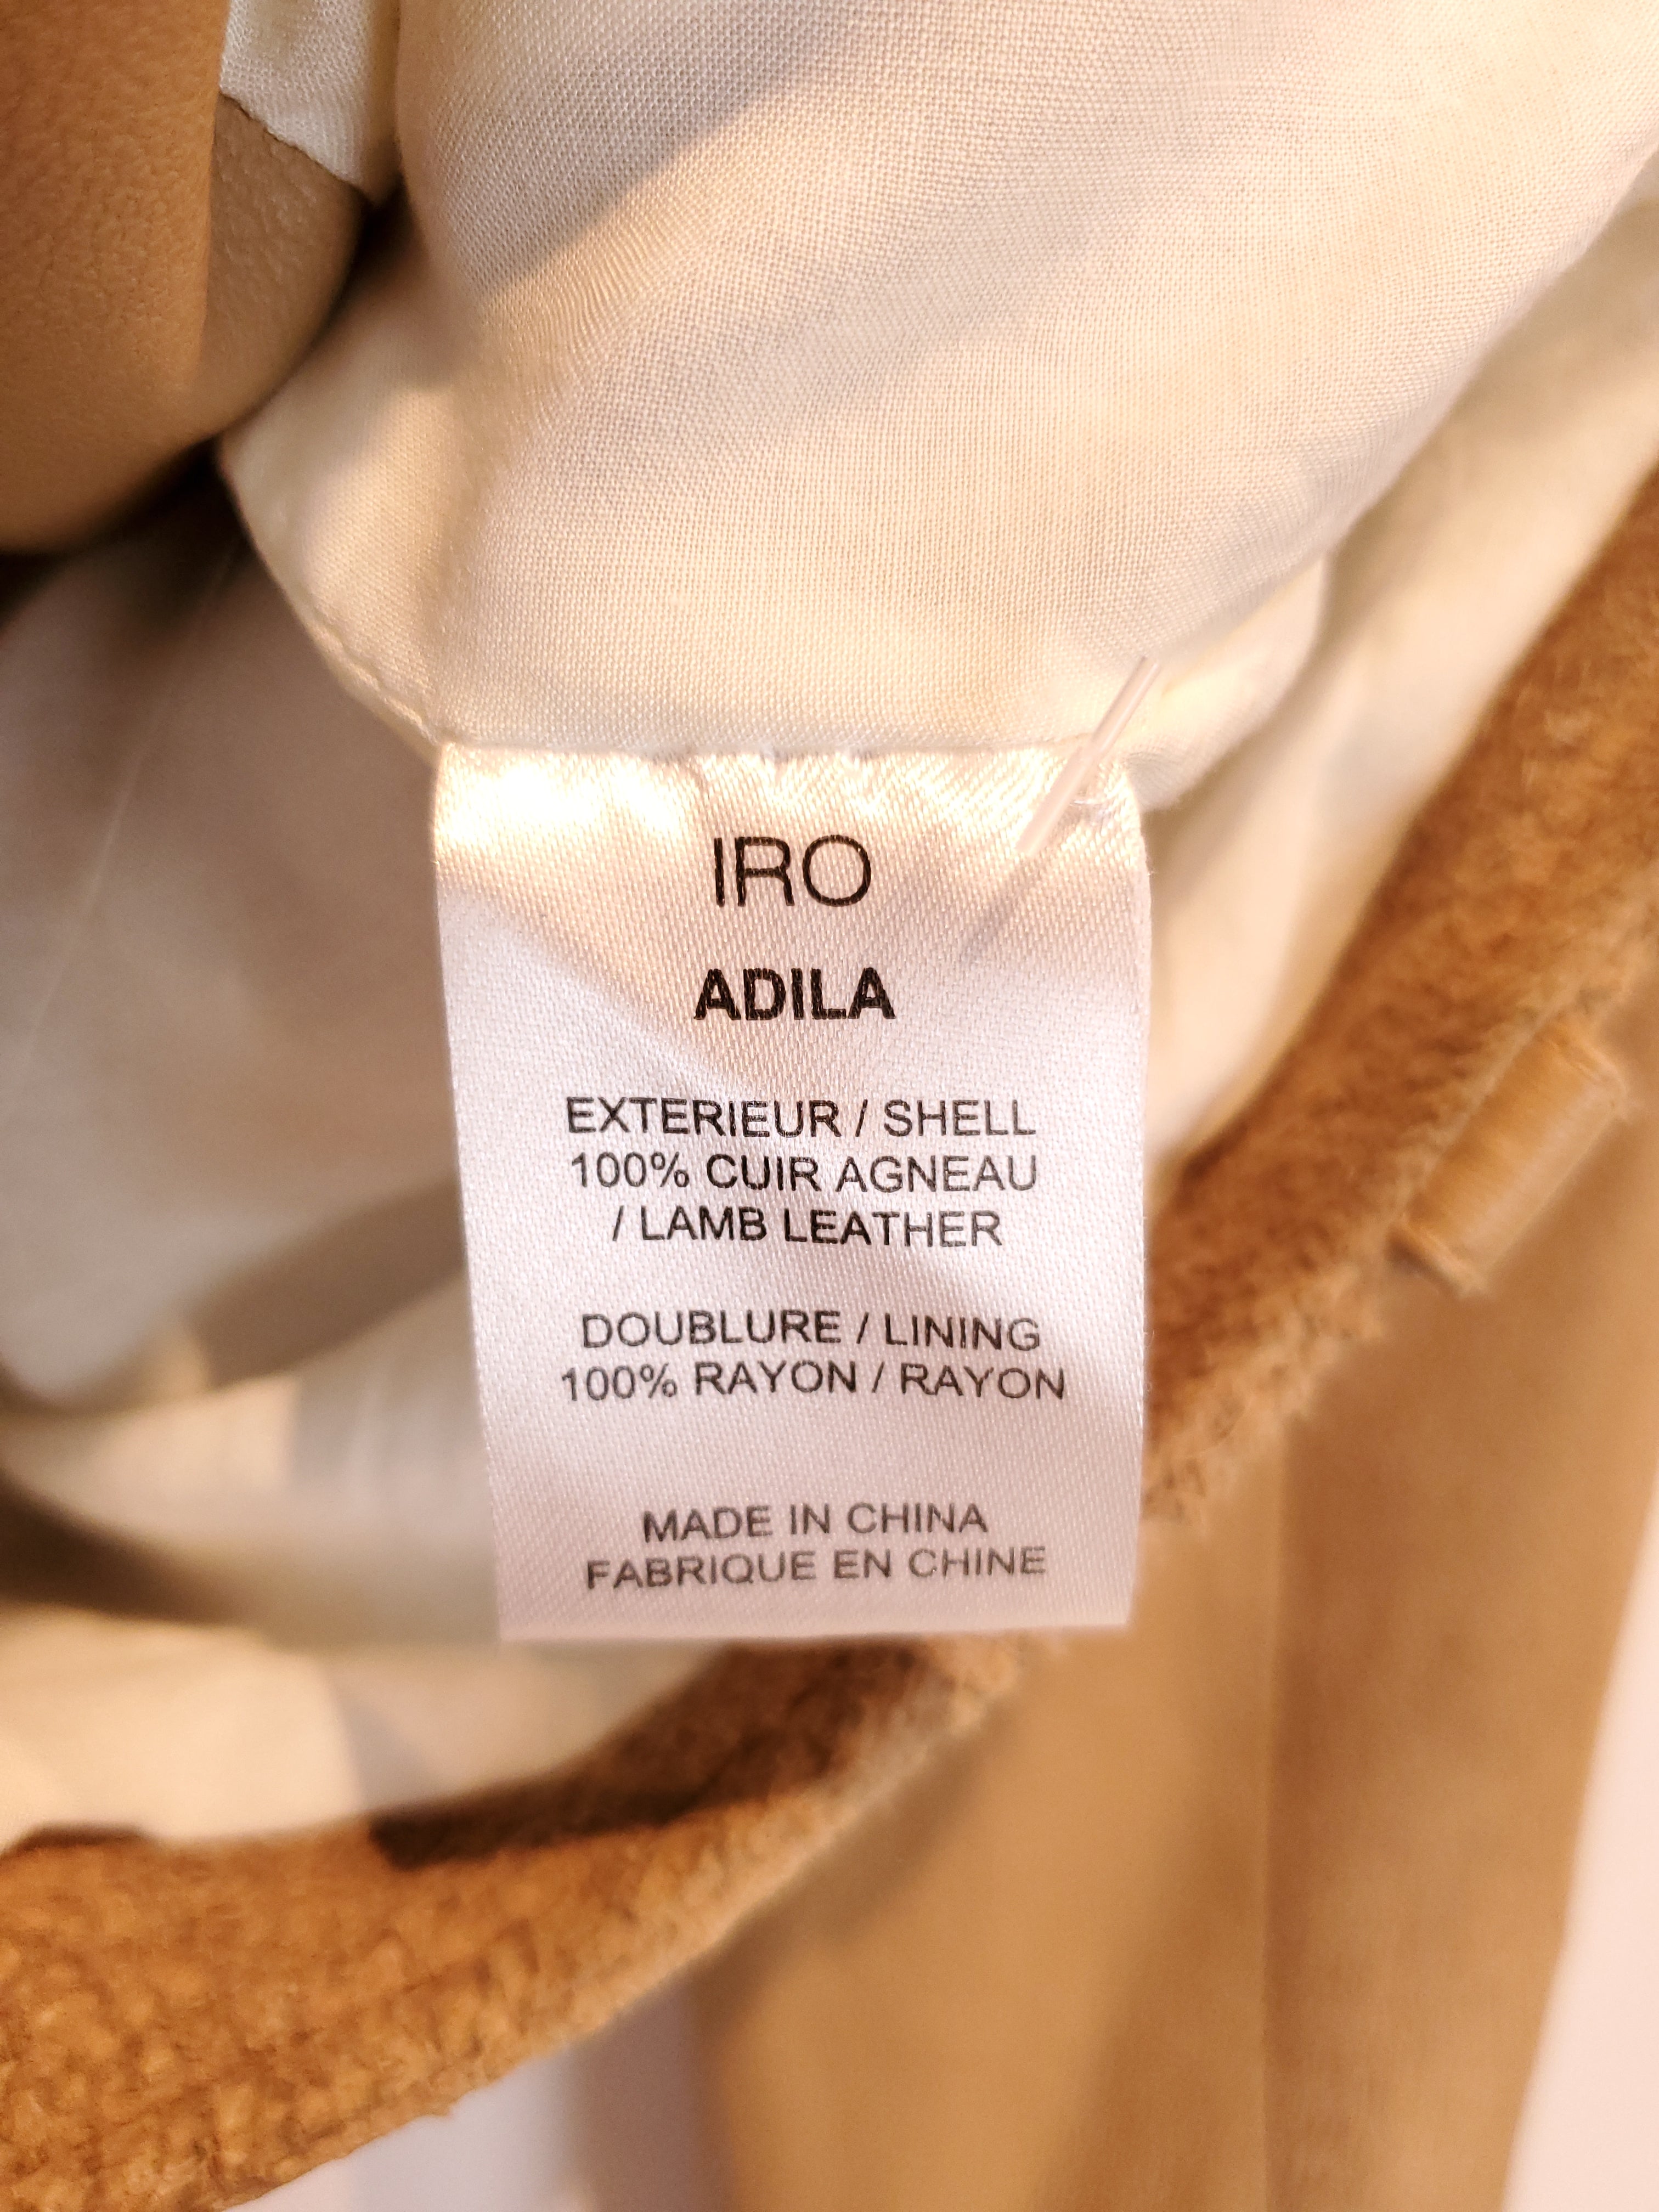 IRO
ADILA
EXTERIEUR / SHELL
100% CUIR AGNEAU
/ LAMB LEATHER
DOUBLURE / LINING
100% RAYON / RAYON
MADE IN CHINA
FABRIQUE EN CHINE